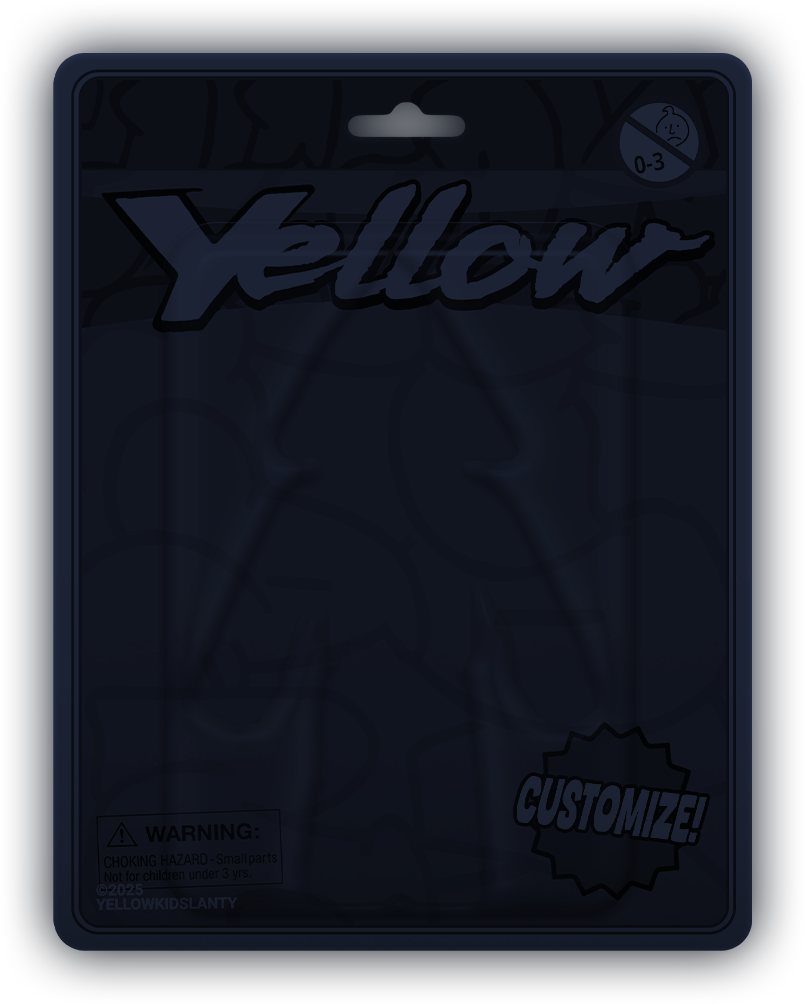 0-3
Yellow
CUSTOMIZE!
WARNING:
CHOKING HAZARD-Small parts
Not for children under 3 yrs.
©2025
YELLOWKIDSLANTY